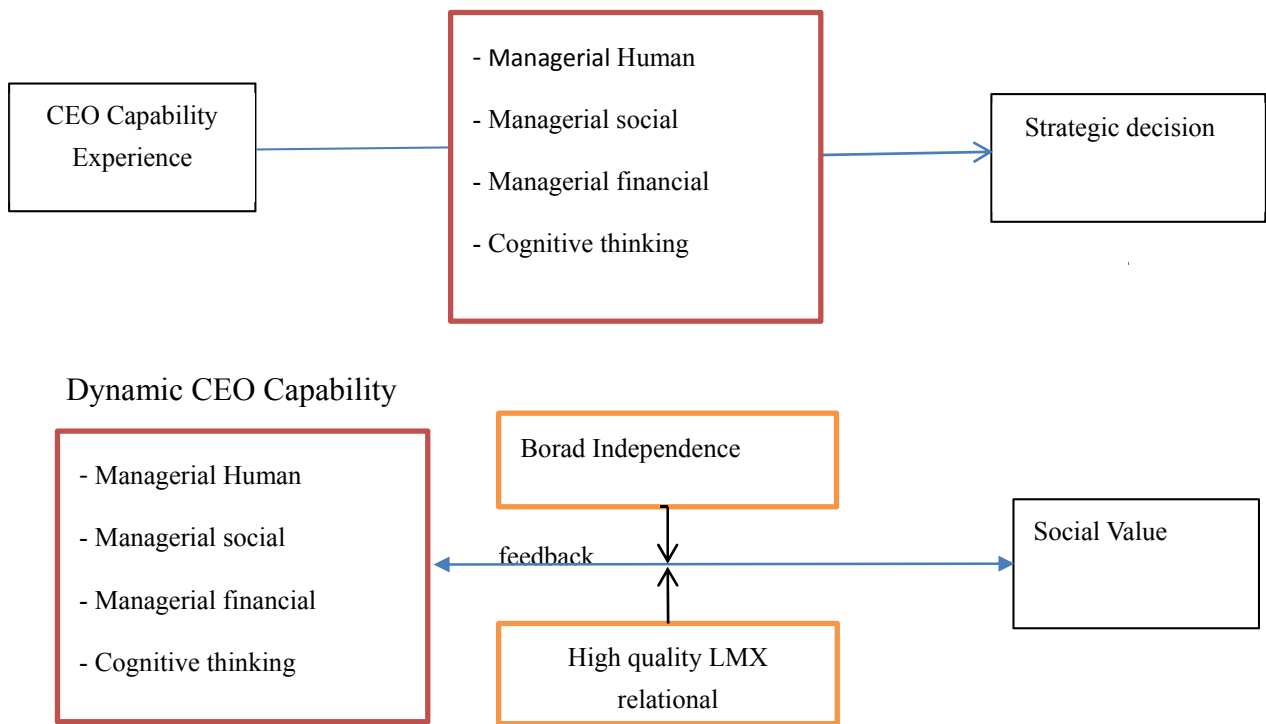 CEO Capability
Experience
- Managerial Human
- Managerial social
- Managerial financial
- Cognitive thinking
Strategic decision
Dynamic CEO Capability
- Managerial Human
- Managerial social
- Managerial financial
- Cognitive thinking
Borad Independence
feedback
High quality LMX
relational
Social Value